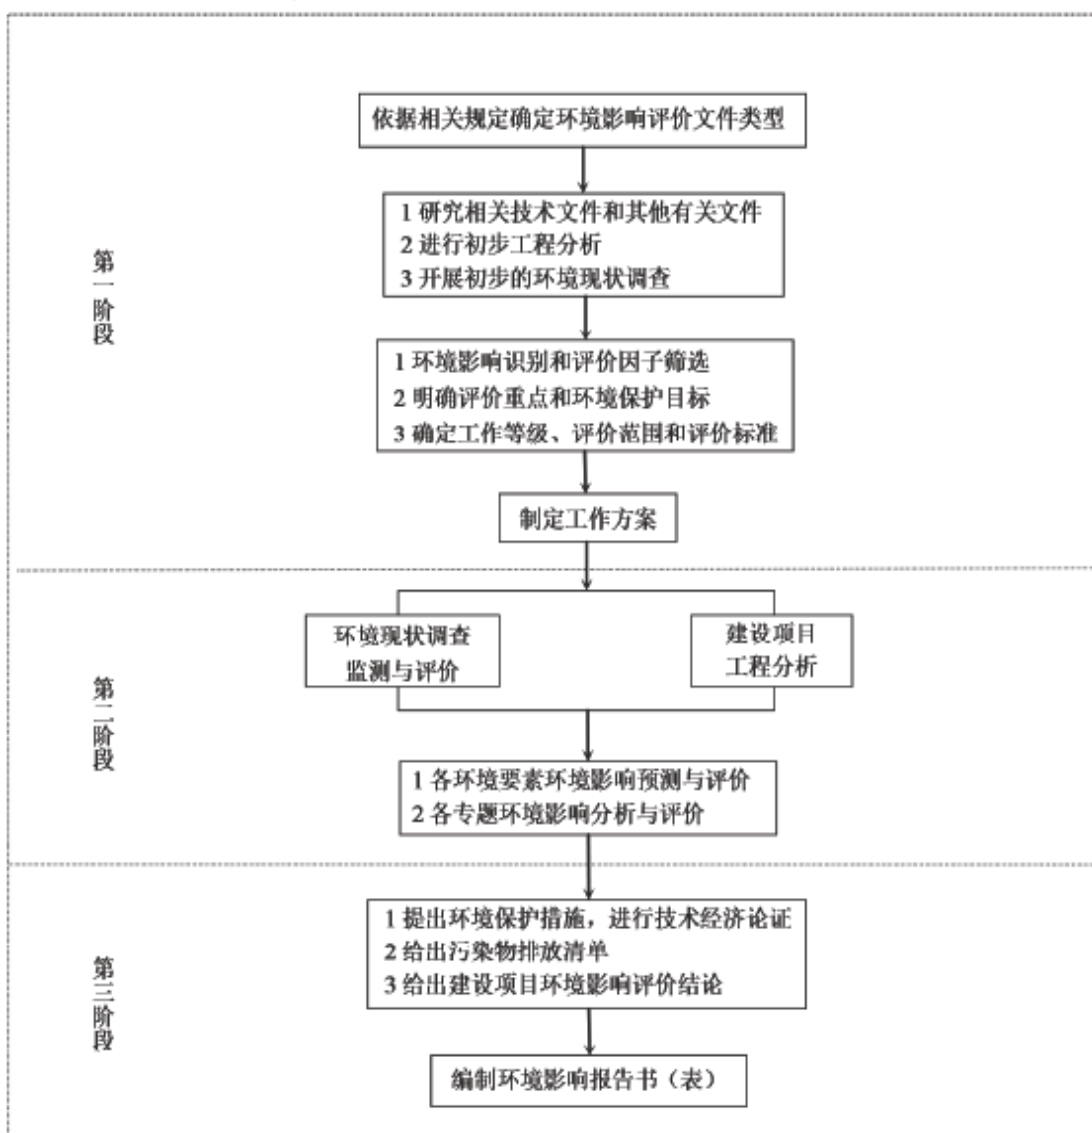 依据相关规定确定环境影响评价文件类型
1 研究相关技术文件和其他有关文件
2 进行初步工程分析
3 开展初步的环境现状调查
第一阶段
1 环境影响识别和评价因子筛选
2 明确评价重点和环境保护目标
3 确定工作等级、评价范围和评价标准
制定工作方案
环境现状调查
监测与评价
建设项目
工程分析
第二阶段
1 各环境要素环境影响预测与评价
2 各专题环境影响分析与评价
1 提出环境保护措施，进行技术经济论证
2 给出污染物排放清单
3 给出建设项目环境影响评价结论
第三阶段
编制环境影响报告书（表）